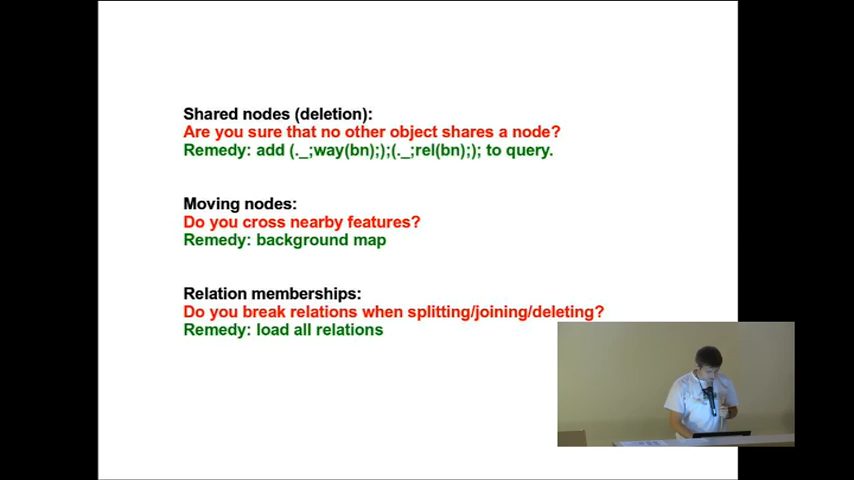 Shared nodes (deletion):
Are you sure that no other object shares a node?
Remedy: add (._;way(bn););(._;rel(bn);); to query.
Moving nodes:
Do you cross nearby features?
Remedy: background map
Relation memberships:
Do you break relations when splitting/joining/deleting?
Remedy: load all relations